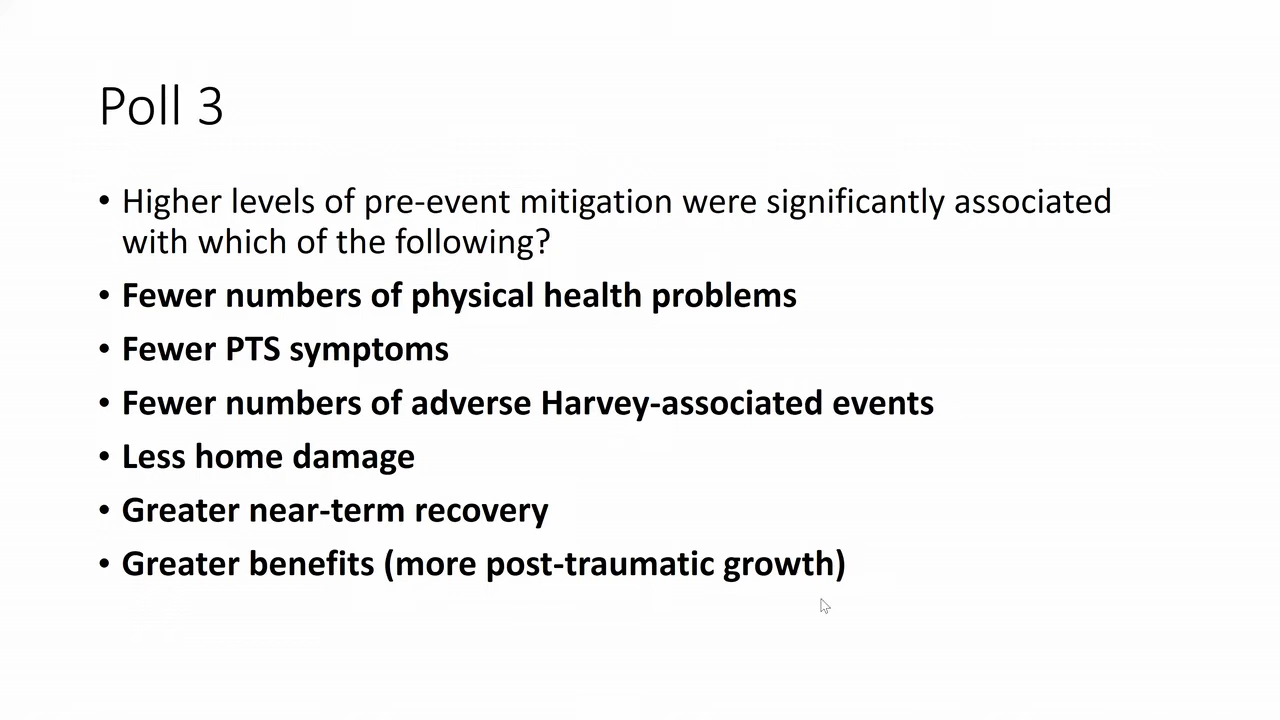 Poll 3
• Higher levels of pre-event mitigation were significantly associated
with which of the following?
• Fewer numbers of physical health problems
• Fewer PTS symptoms
• Fewer numbers of adverse Harvey-associated events
• Less home damage
• Greater near-term recovery
• Greater benefits (more post-traumatic growth)